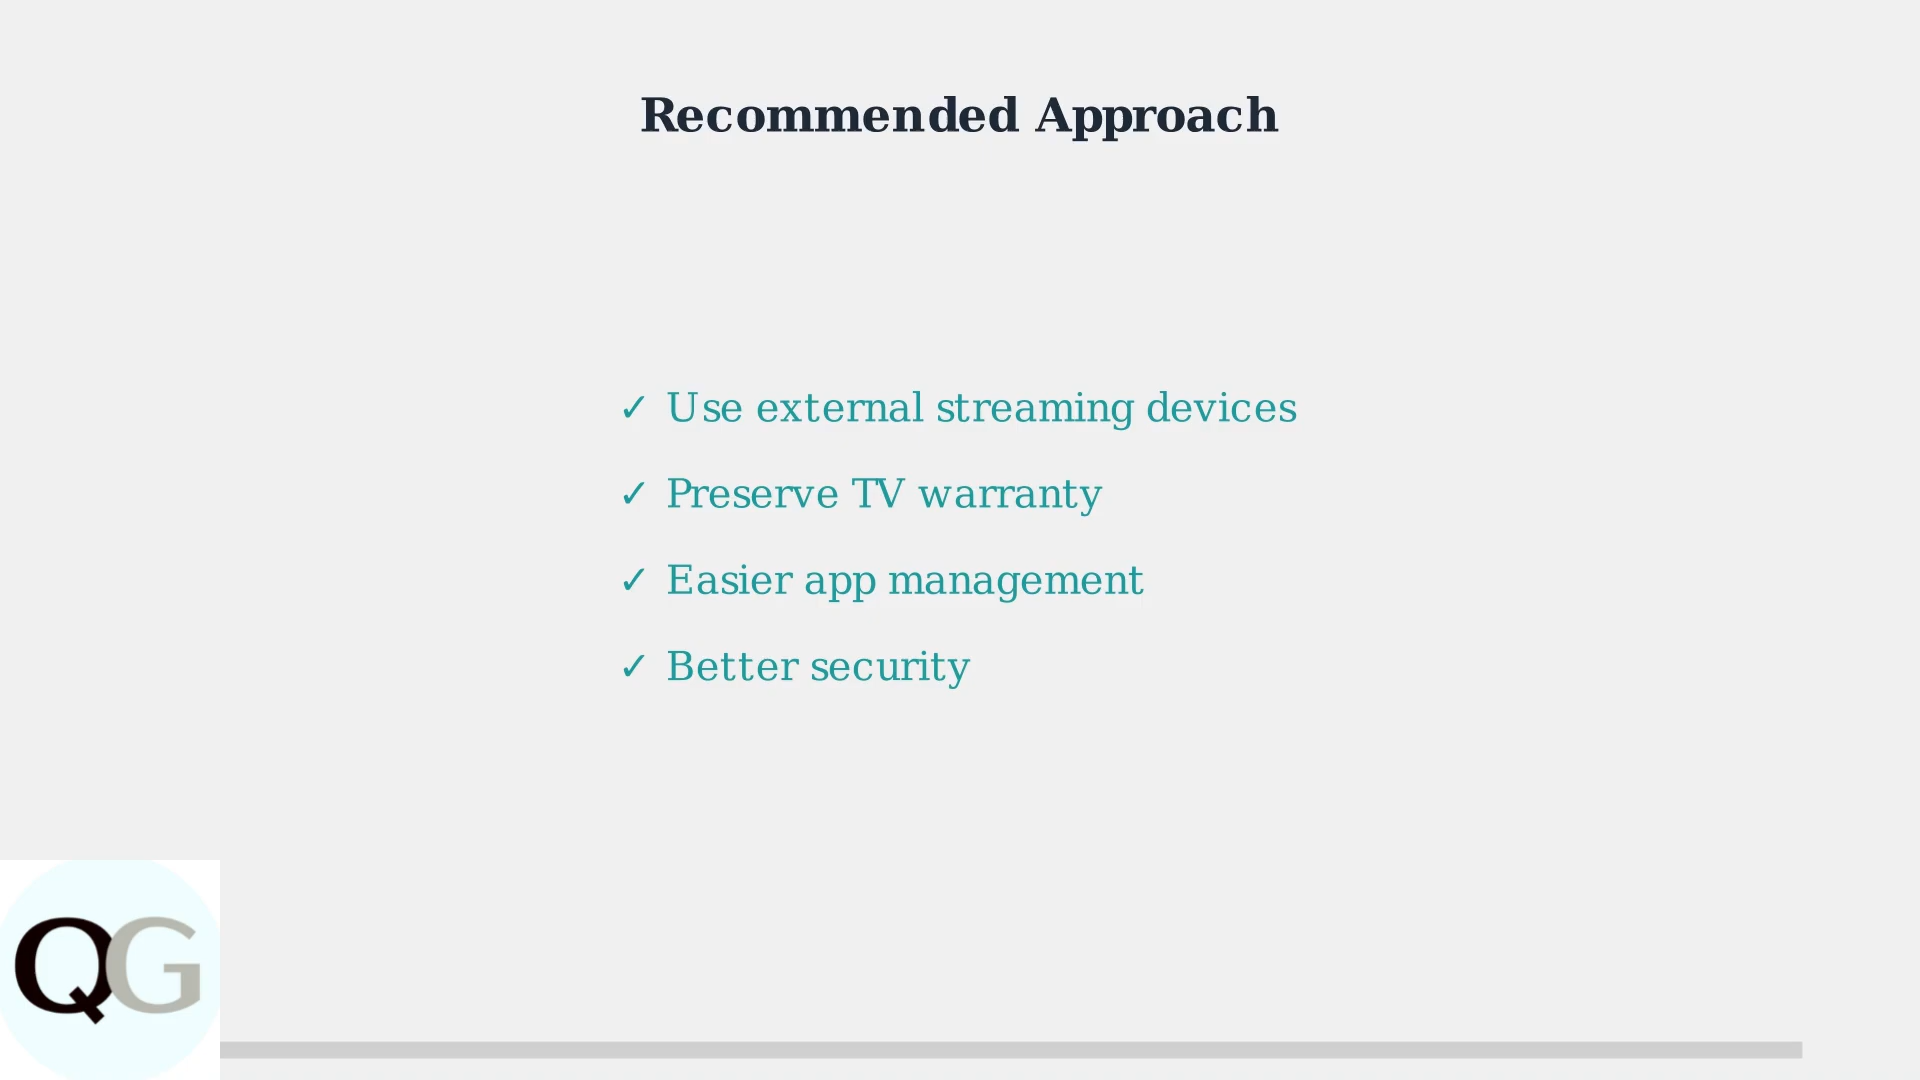 Recommended Approach
✓ Use external streaming devices
✓ Preserve TV warranty
✓ Easier app management
✓ Better security
QG